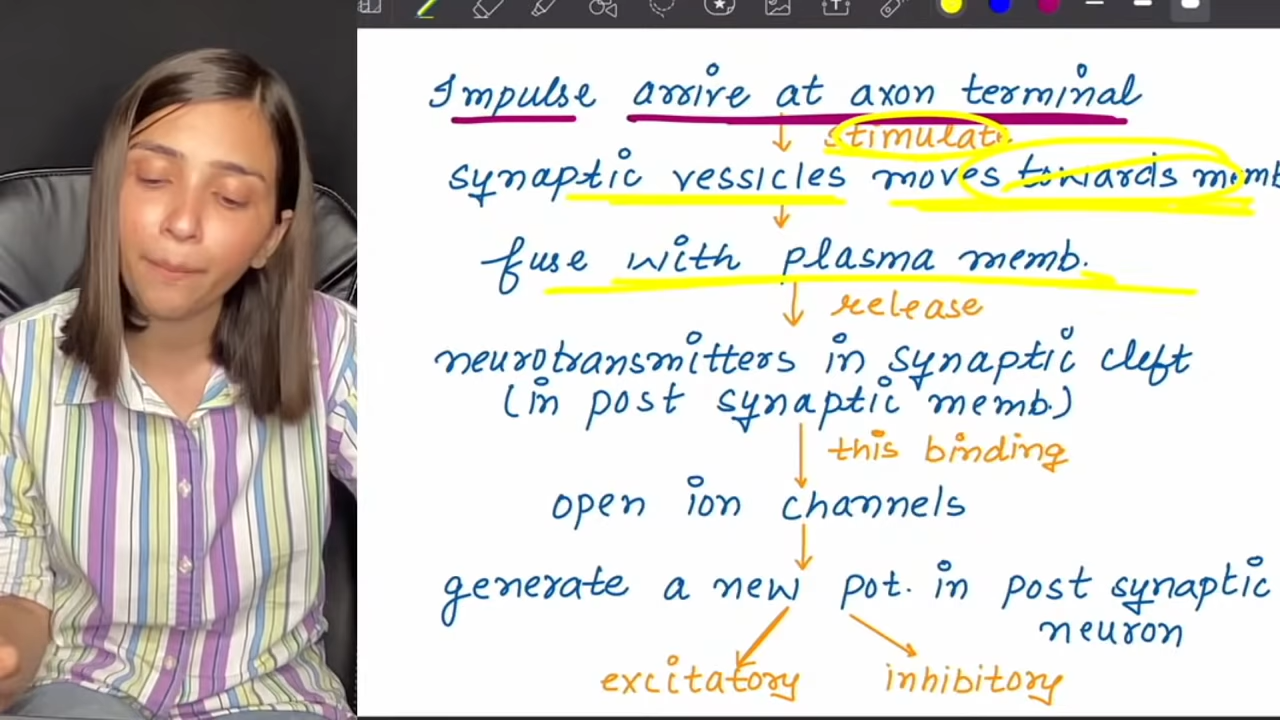 Impulse arrive at axon terminal
stimulate
synaptic vessicles moves towards memb
fuse with plasma memb.
release
neurotransmitters in synaptic cleft
(in post synaptic memb.)
this binding
open ion channels
generate a new pot. in post synaptic
neuron
excitatory inhibitory